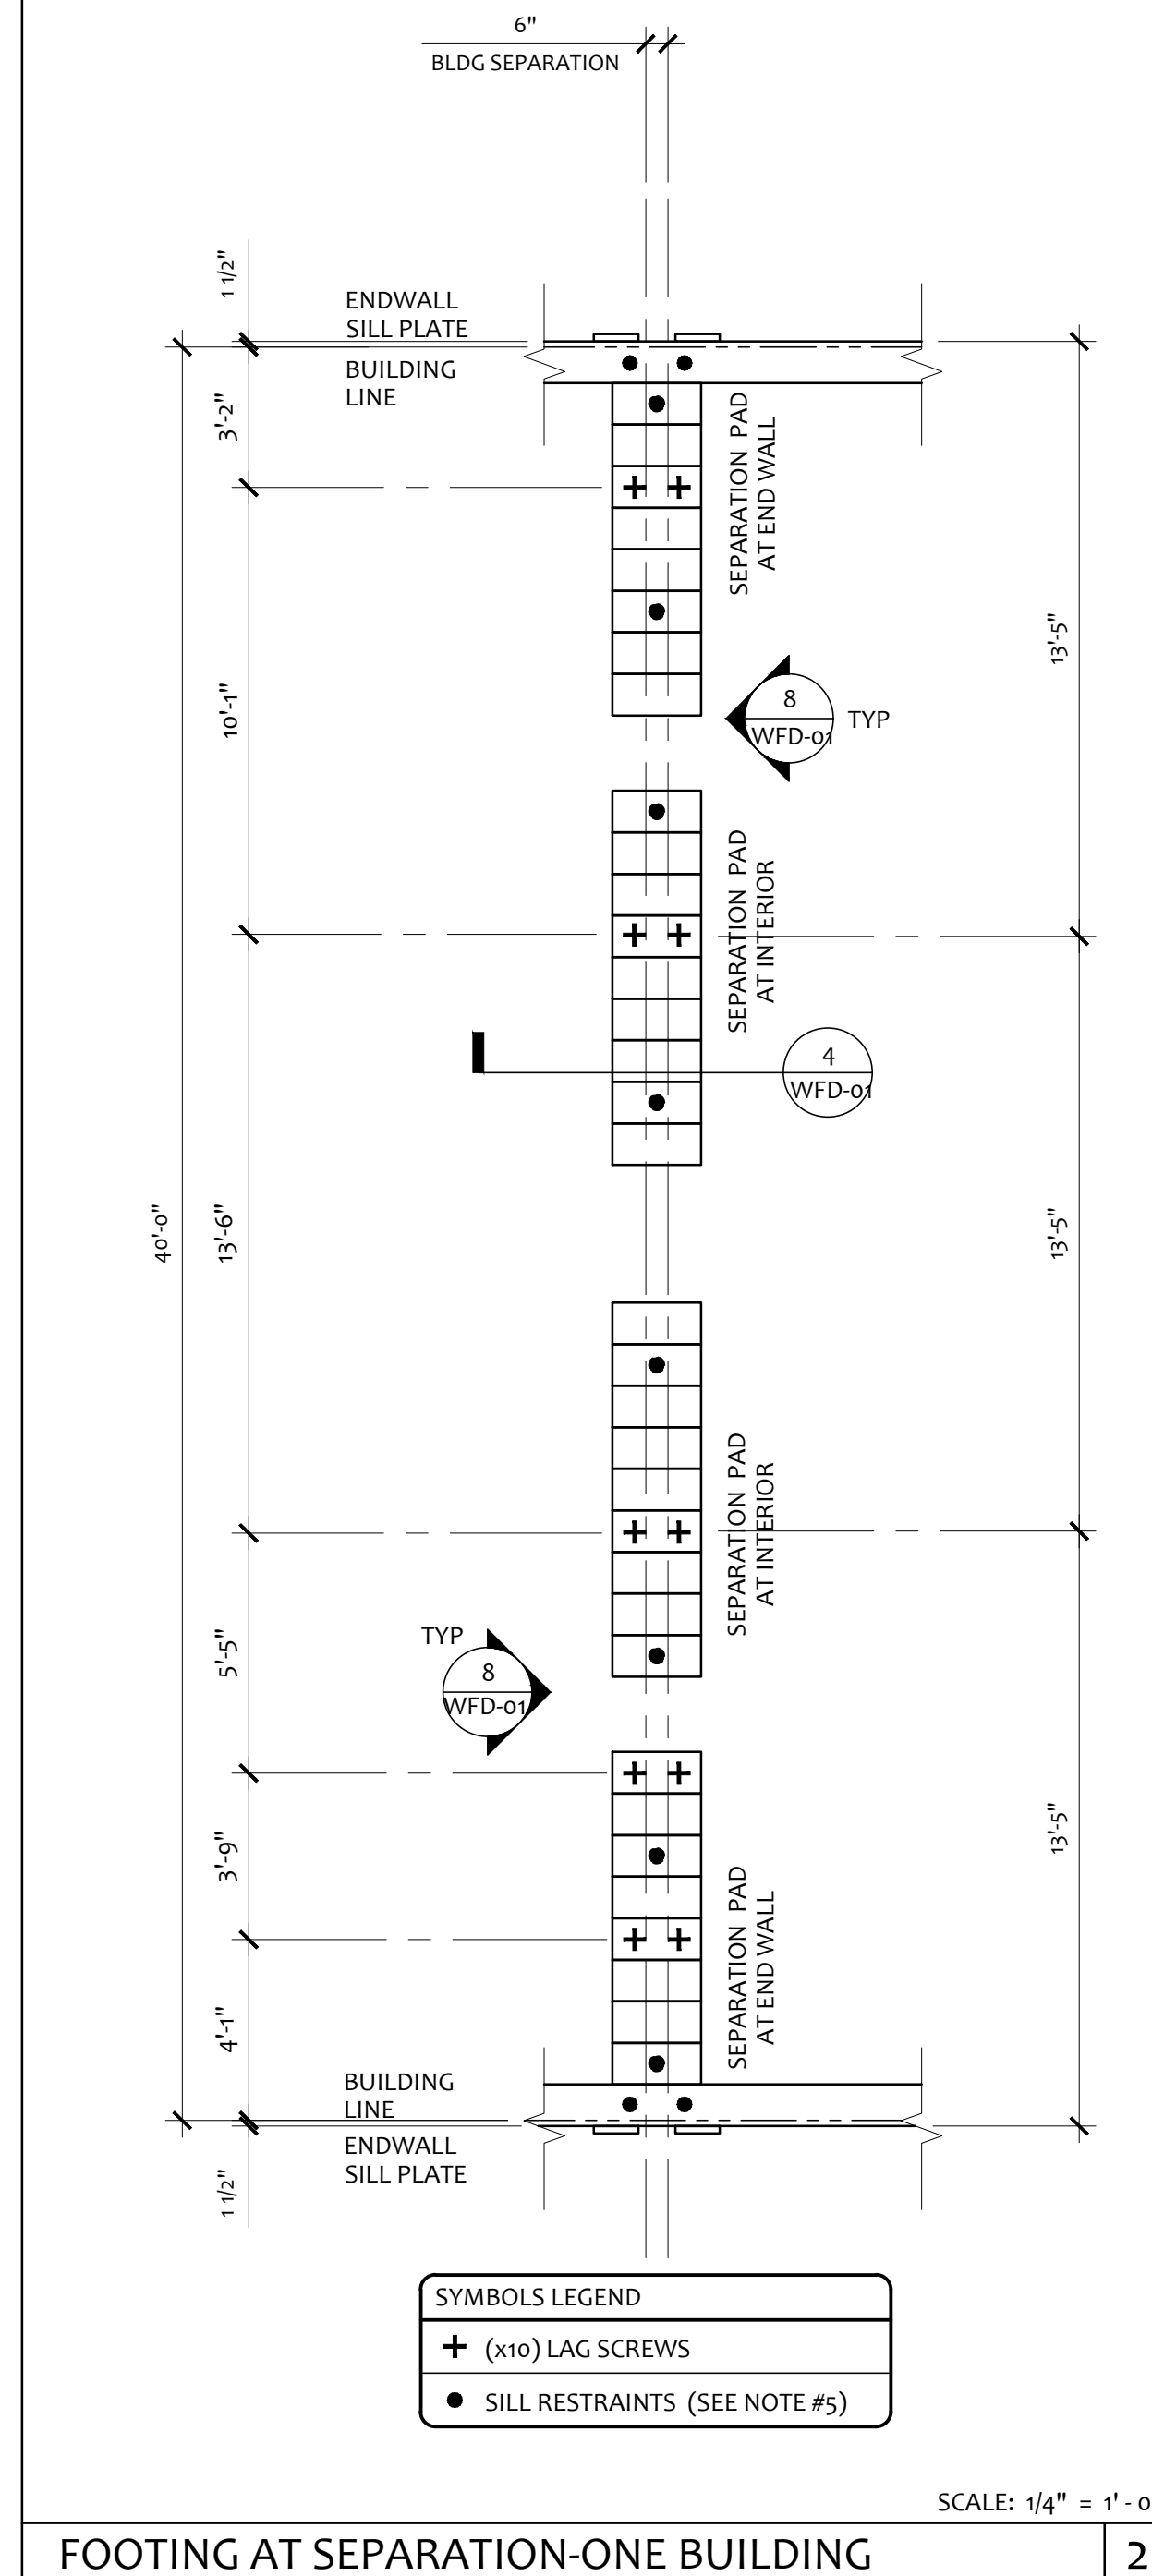 6"
BLDG SEPARATION
1 1/2"
ENDWALL
SILL PLATE
BUILDING
LINE
3'-2"
SEPARATION PAD
AT END WALL
13'-5"
10'-1"
8
WFD-01
TYP
SEPARATION PAD
AT INTERIOR
4
WFD-01
40'-0"
13'-6"
13'-5"
SEPARATION PAD
AT INTERIOR
TYP
8
WFD-01
5'-5"
3'-9"
13'-5"
SEPARATION PAD
AT END WALL
4'-1"
BUILDING
LINE
ENDWALL
SILL PLATE
1 1/2"
SYMBOLS LEGEND
+ (x10) LAG SCREWS
● SILL RESTRAINTS (SEE NOTE #5)
SCALE: 1/4" = 1' - 0
FOOTING AT SEPARATION-ONE BUILDING
2